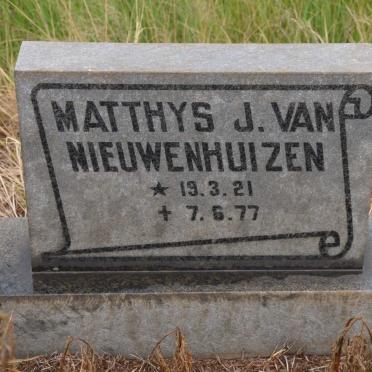 MATTHYS J. VAN
NIEUWENHUIZEN
★ 19.3.21
✝ 7.6.77